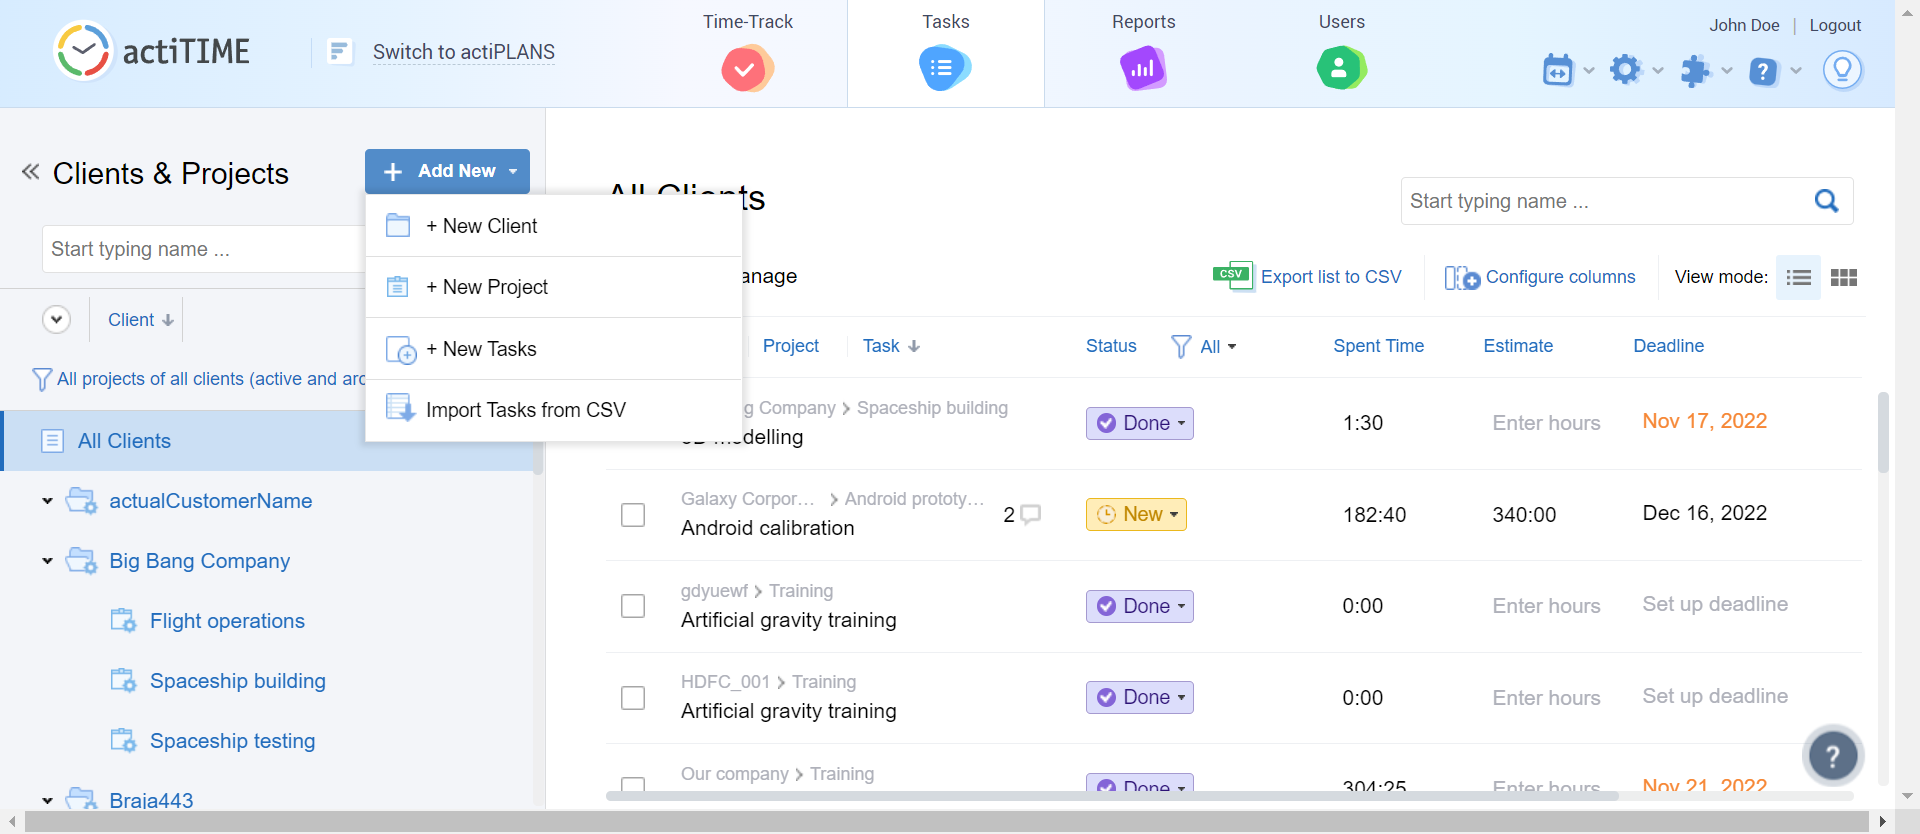 actiTIME
Switch to actiPLANS
Time-Track
Tasks
Reports
Users
John Doe
Logout
Clients & Projects
Add New
Start typing name ...
Client
All projects of all clients (active and arc
All Clients
actualCustomerName
Big Bang Company
Flight operations
Spaceship building
Spaceship testing
Braja443
+ New Client
+ New Project
+ New Tasks
Import Tasks from CSV
All Clients
Start typing name ...
anage
CSV Export list to CSV
Configure columns
View mode:
Project
Task
Status
All
Spent Time
Estimate
Deadline
g Company > Spaceship building
3D modelling
Done
1:30
Enter hours
Nov 17, 2022
Galaxy Corpor... > Android prototy...
Android calibration
2
New
182:40
340:00
Dec 16, 2022
gdyuewf > Training
Artificial gravity training
Done
0:00
Enter hours
Set up deadline
HDFC_001 > Training
Artificial gravity training
Done
0:00
Enter hours
Set up deadline
Our company > Training
Done
304:25
Enter hours
Nov 21, 2022
?